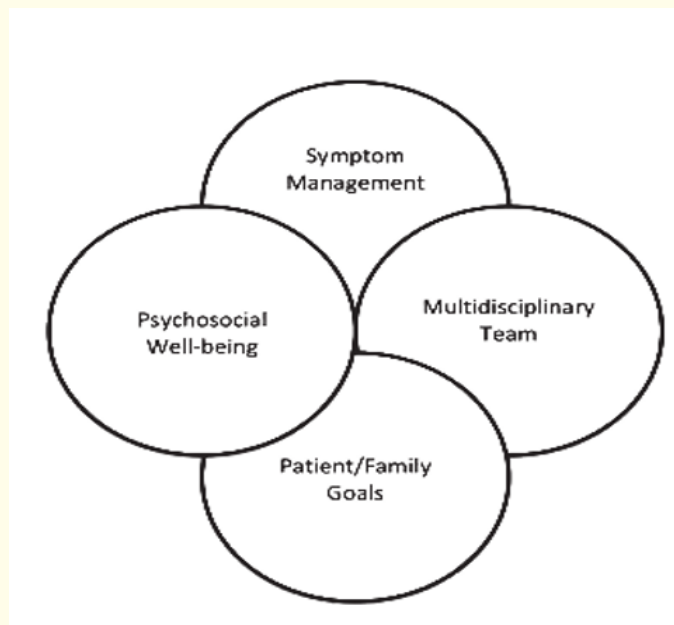 Symptom
Management
Psychosocial
Well-being
Multidisciplinary
Team
Patient/Family
Goals